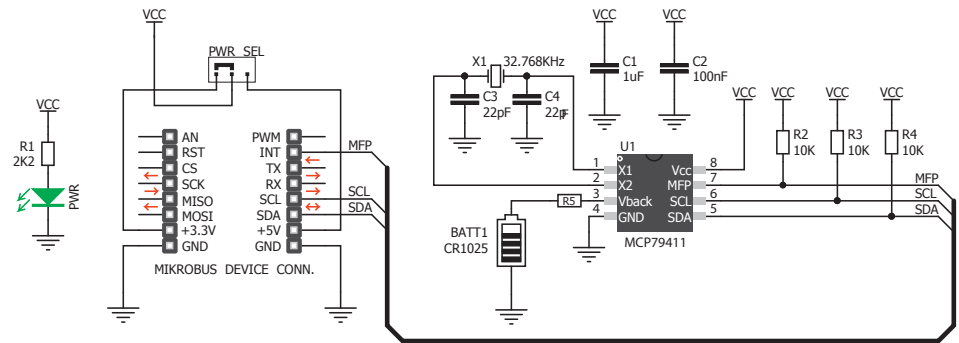 VCC
PWR SEL
VCC
R1
2K2
PWR
AN
RST
CS
SCK
MISO
MOSI
+3.3V
GND
PWM
INT
TX
RX
SCL
SDA
+5V
GND
MFP
SCL
SDA
MIKROBUS DEVICE CONN.
X1
32.768KHz
C3
22pF
C4
22pF
VCC
C1
1uF
VCC
C2
100nF
VCC
VCC
VCC
VCC
R2
10K
R3
10K
R4
10K
U1
1
X1
2
X2
3
Vback
4
GND
Vcc
8
MFP
7
SCL
6
SDA
5
MCP79411
R5
BATT1
CR1025
MFP
SCL
SDA